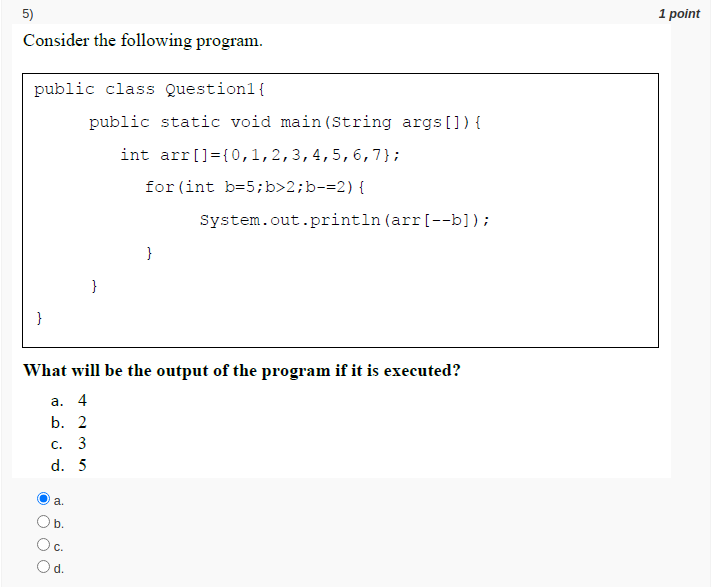 5)
1 point
Consider the following program.
public class Question1{
public static void main(String args[]){
int arr[]={0,1,2,3,4,5,6,7};
for(int b=5;b>2;b-=2){
System.out.println(arr[--b]);
}
}
}
What will be the output of the program if it is executed?
a. 4
b. 2
c. 3
d. 5
a.
b.
c.
d.